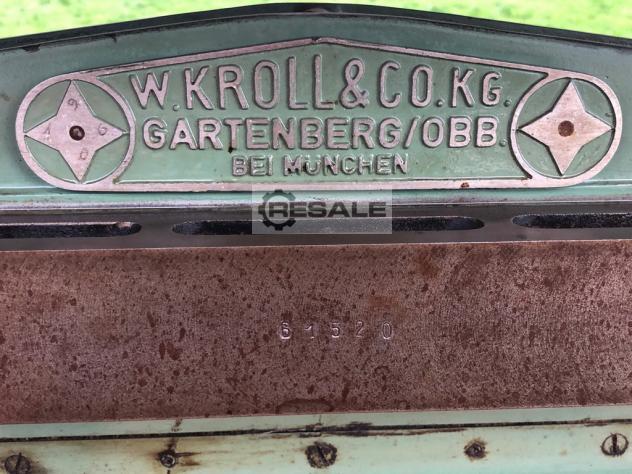 W. KROLL & CO. KG.
GARTENBERG/OBB.
BEI MÜNCHEN
RESALE
61520